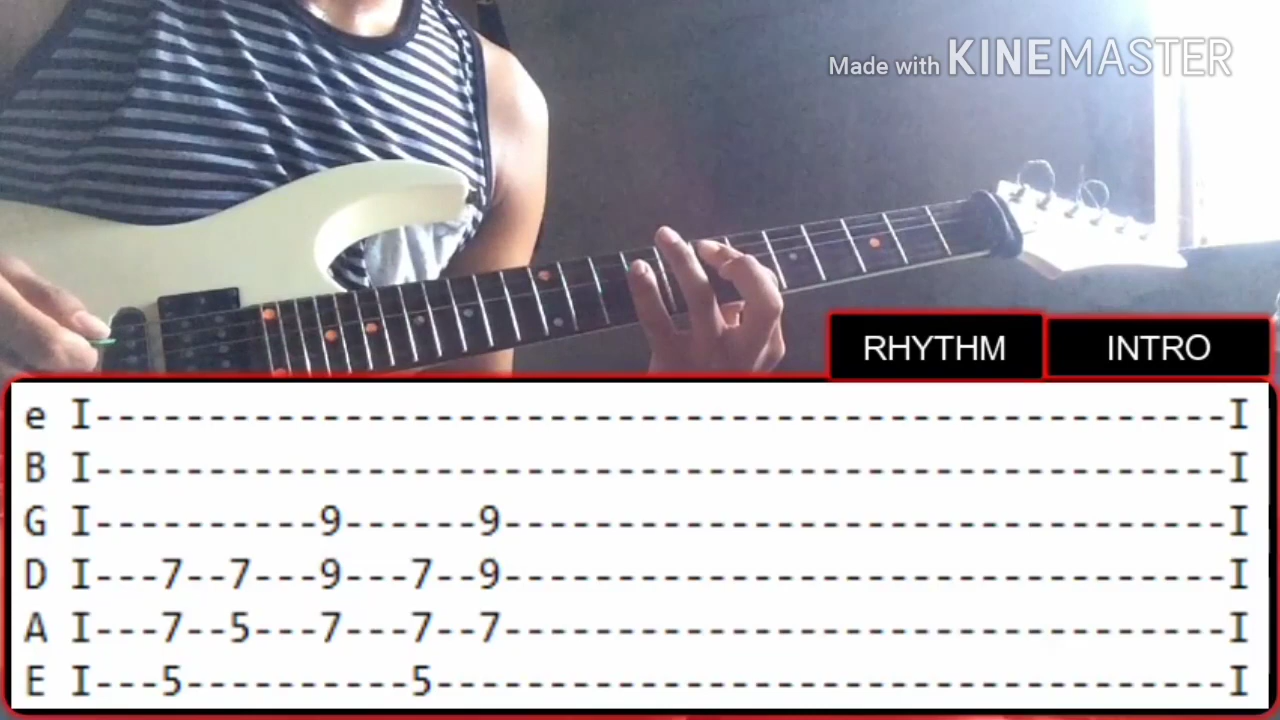 Made with KINEMASTER
RHYTHM INTRO
e I--------------------------------------------------I
B I--------------------------------------------------I
G I----------9------9--------------------------------I
D I---7--7---9---7--9--------------------------------I
A I---7--5---7---7--7--------------------------------I
E I---5----------5-----------------------------------I